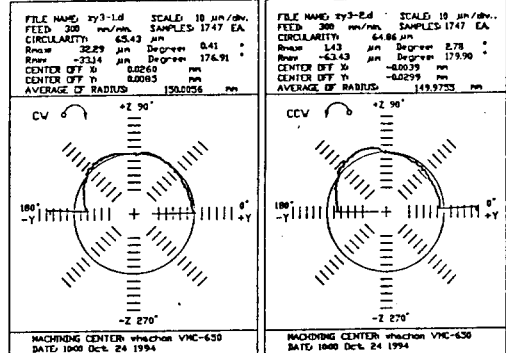 FILE NAME: zy3-1.d SCALE: 10 μm/div.
FEED: 300 mm/min. SAMPLES: 1747 EA.
CIRCULARITY: 65.43 μm
Rmax 32.29 μm Degree: 0.41 °
Rmin -33.14 μm Degree: 176.91 °
CENTER OFF X: 0.0260 mm
CENTER OFF Y: 0.0085 mm
AVERAGE OF RADIUS: 150.0056 mm
+Z 90°
CW
180°
-Y
0°
+Y
-Z 270°
MACHINING CENTER: whachon VMC-650
DATE: 10:00 Oct. 24 1994
FILE NAME: zy3-2.d SCALE: 10 μm/div.
FEED: 300 mm/min. SAMPLES: 1747 EA.
CIRCULARITY: 64.86 μm
Rmax 1.43 μm Degree: 2.78 °
Rmin -63.43 μm Degree: 179.90 °
CENTER OFF X: -0.0039 mm
CENTER OFF Y: -0.0299 mm
AVERAGE OF RADIUS: 149.9755 mm
+Z 90°
CCW
180°
-Y
0°
+Y
-Z 270°
MACHINING CENTER: whachon VMC-650
DATE: 10:00 Oct. 24 1994